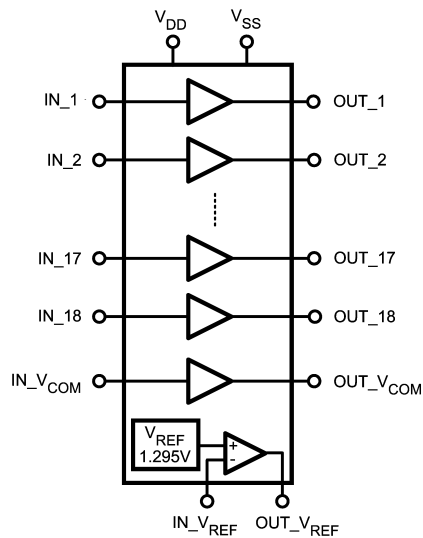 VDD VSS
IN_1 OUT_1
IN_2 OUT_2
IN_17 OUT_17
IN_18 OUT_18
IN_VCOM OUT_VCOM
VREF
1.295V
+
-
IN_VREF OUT_VREF